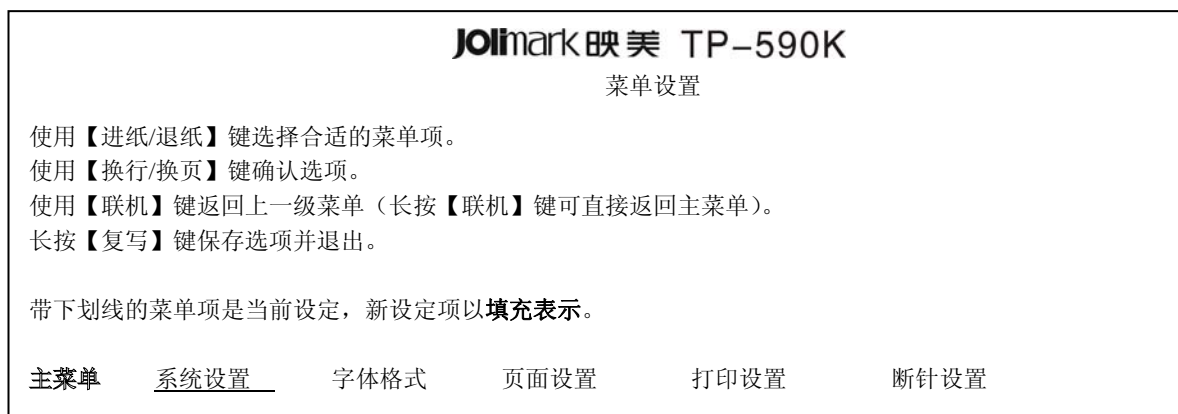 Jolimark映美 TP-590K
菜单设置
使用【进纸/退纸】键选择合适的菜单项。
使用【换行/换页】键确认选项。
使用【联机】键返回上一级菜单（长按【联机】键可直接返回主菜单）。
长按【复写】键保存选项并退出。
带下划线的菜单项是当前设定，新设定项以填充表示。
主菜单 系统设置 字体格式 页面设置 打印设置 断针设置